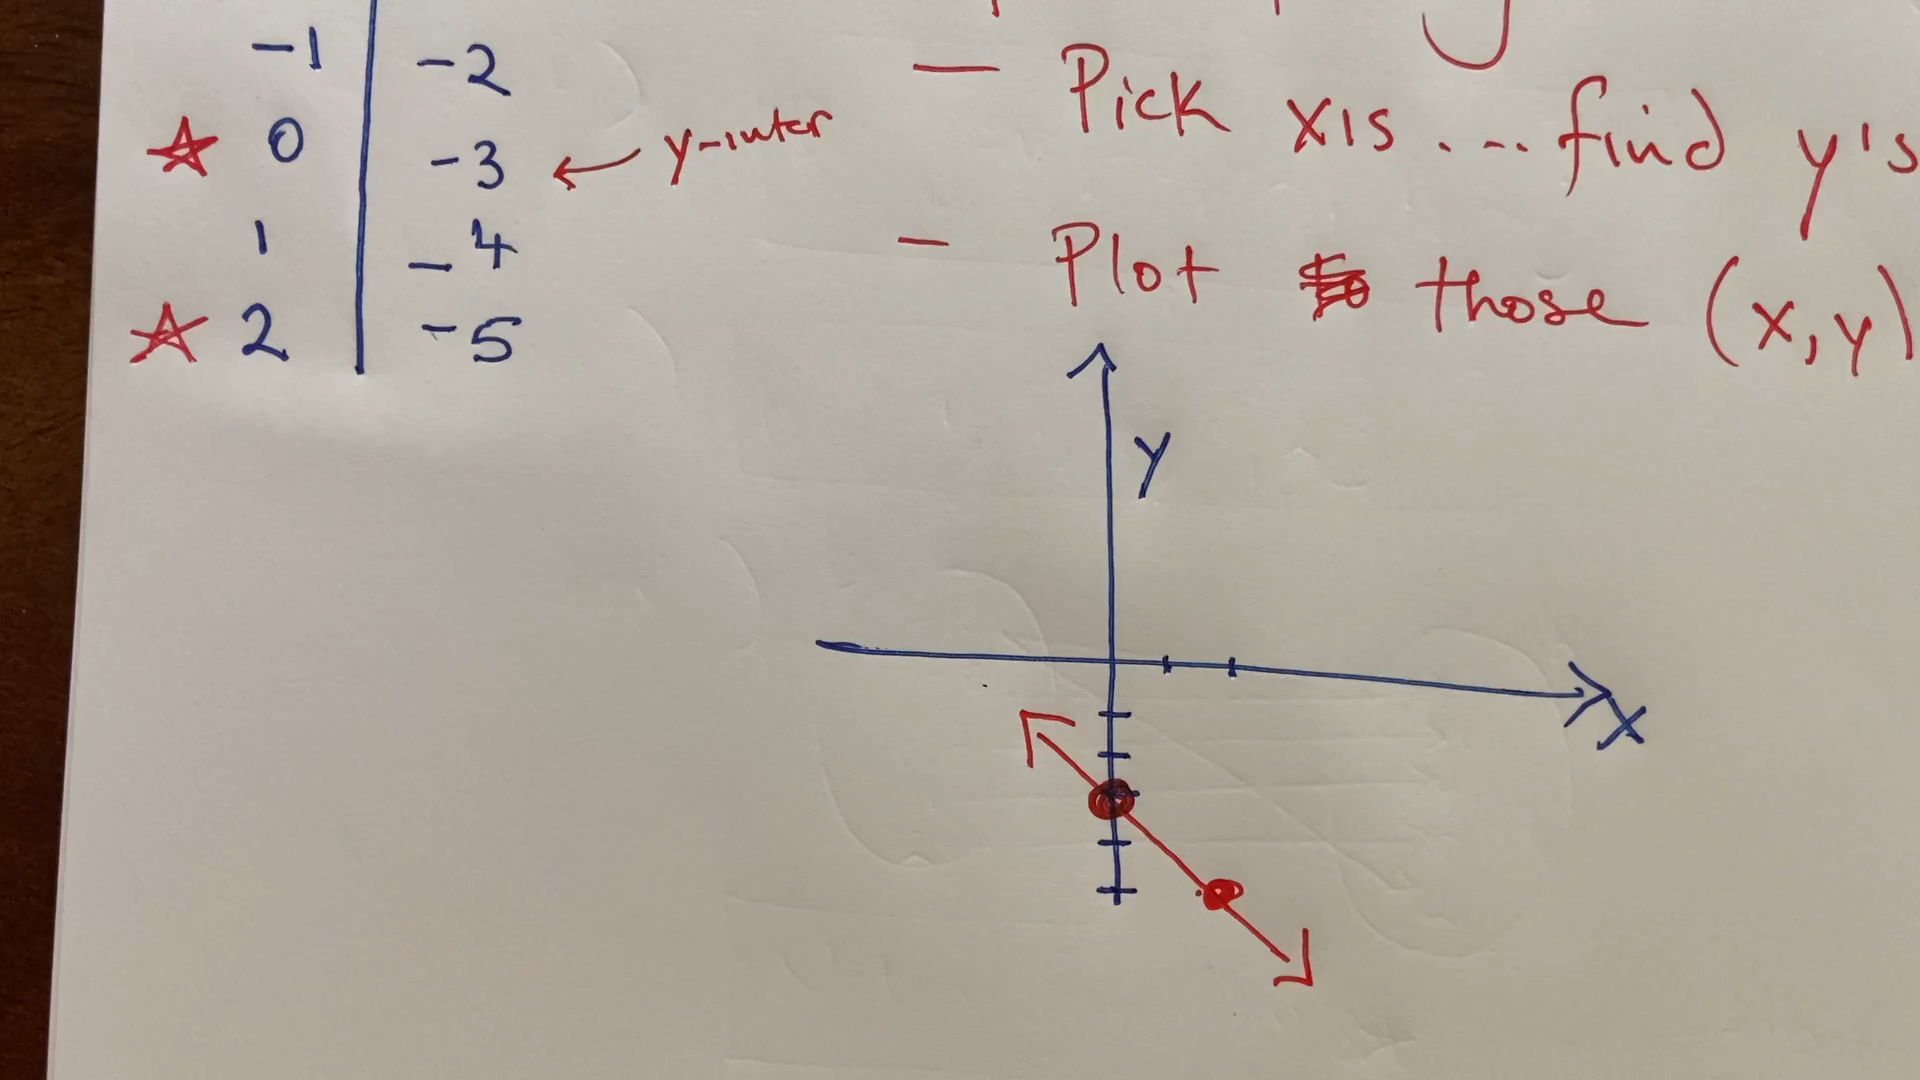 -1 -2
0 -3 ← y-inter
1 -4
2 -5
— Pick x's ... find y's
- Plot those (x,y)
Y
X